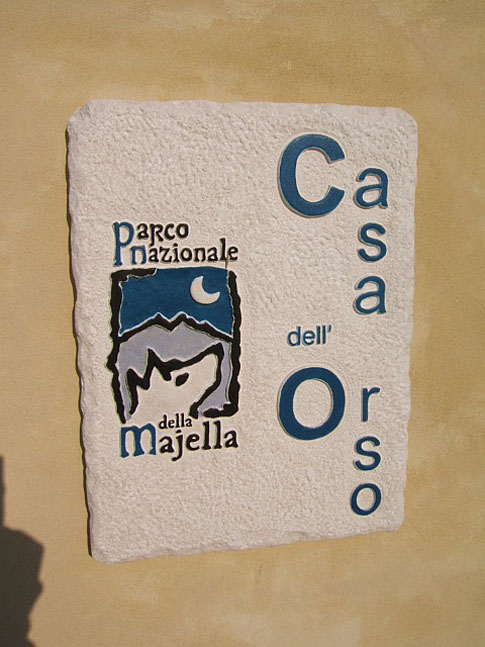 Parco
Nazionale
della
Majella
Casa
dell'
Orso